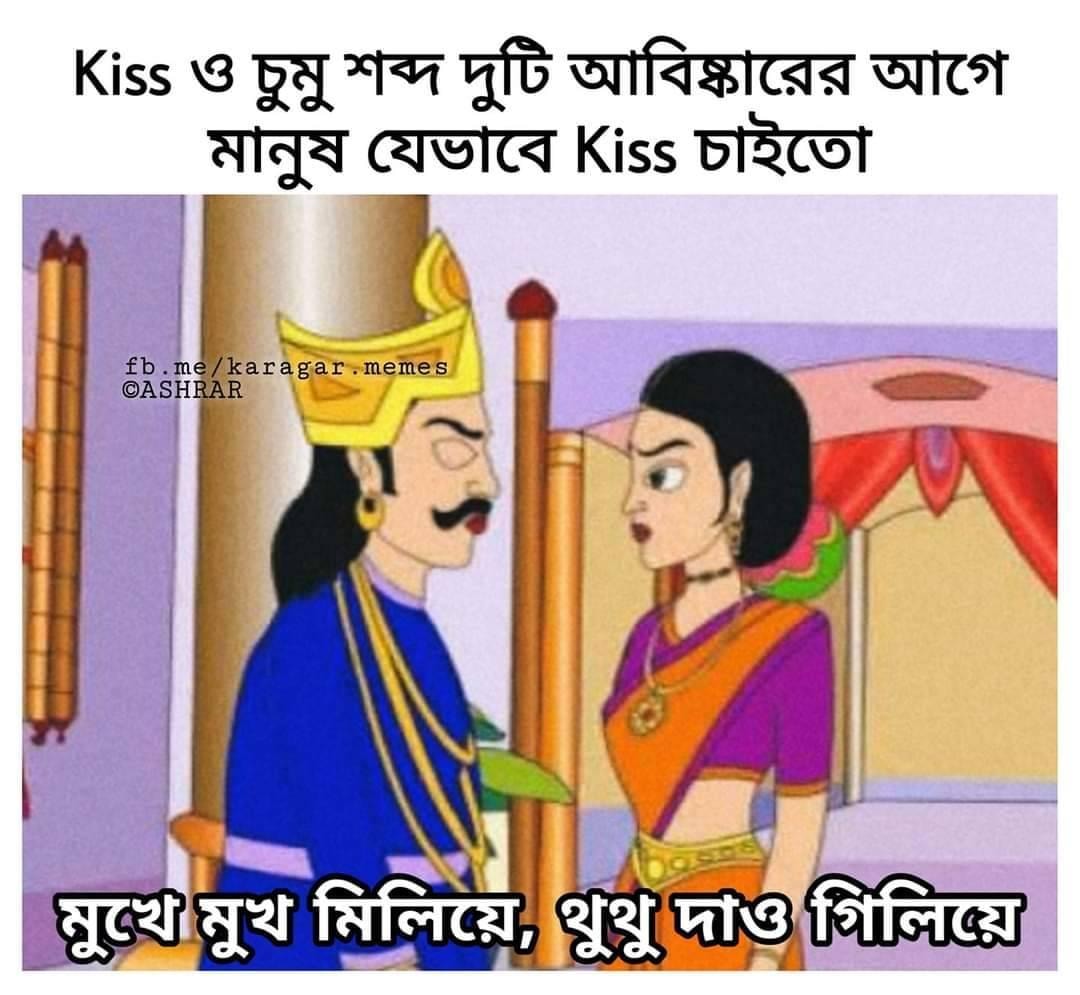 Kiss ও চুমু শব্দ দুটি আবিষ্কারের আগে
মানুষ যেভাবে Kiss চাইতো
fb.me/karagar.memes
©ASHRAR
মুখে মুখ মিলিয়ে, থুথু দাও গিলিয়ে